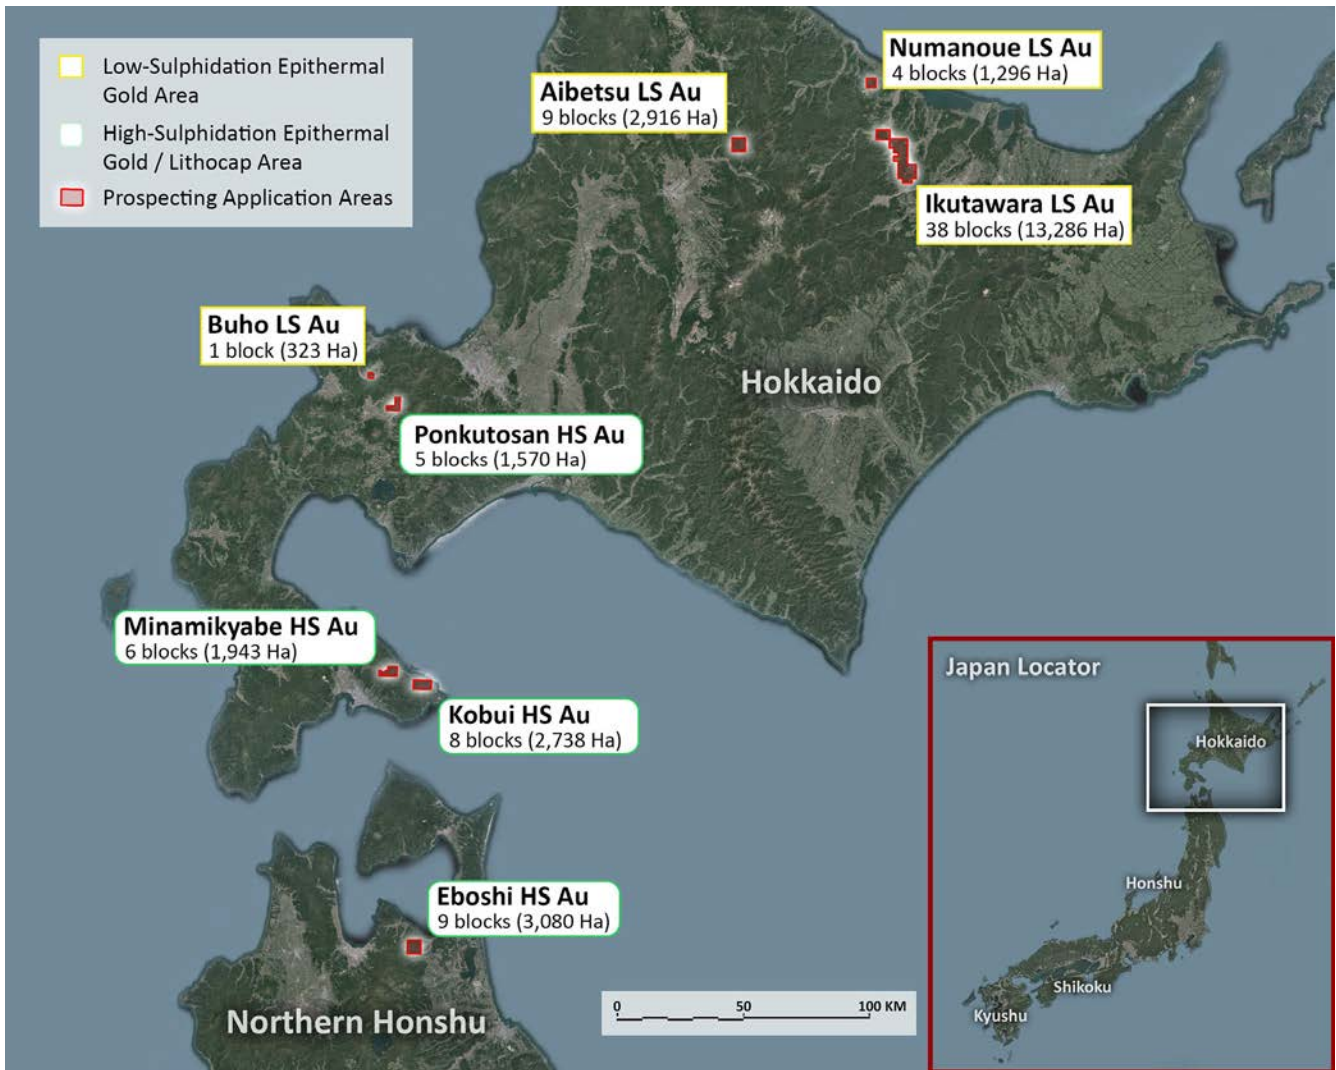 Low-Sulphidation Epithermal
Gold Area
High-Sulphidation Epithermal
Gold / Lithocap Area
Prospecting Application Areas
Numanoue LS Au
4 blocks (1,296 Ha)
Aibetsu LS Au
9 blocks (2,916 Ha)
Ikutawara LS Au
38 blocks (13,286 Ha)
Buho LS Au
1 block (323 Ha)
Hokkaido
Ponkutosan HS Au
5 blocks (1,570 Ha)
Minamikyabe HS Au
6 blocks (1,943 Ha)
Kobui HS Au
8 blocks (2,738 Ha)
Eboshi HS Au
9 blocks (3,080 Ha)
Northern Honshu
0 50 100 KM
Japan Locator
Hokkaido
Honshu
Shikoku
Kyushu